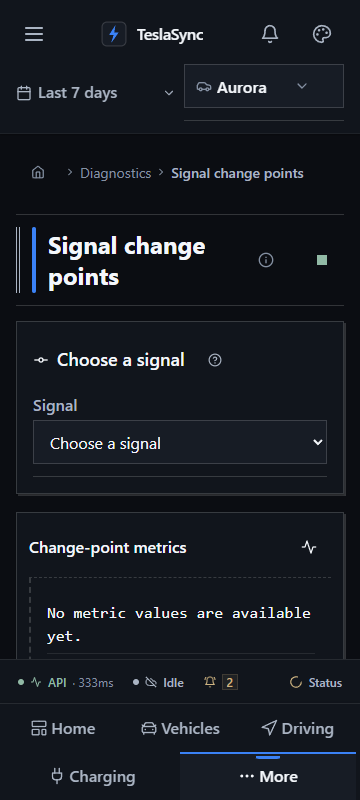 TeslaSync
Last 7 days
Aurora
Diagnostics
Signal change points
Signal change
points
Choose a signal
Signal
Choose a signal
Change-point metrics
No metric values are available
yet.
API · 333ms
Idle
2
Status
Home
Vehicles
Driving
Charging
More